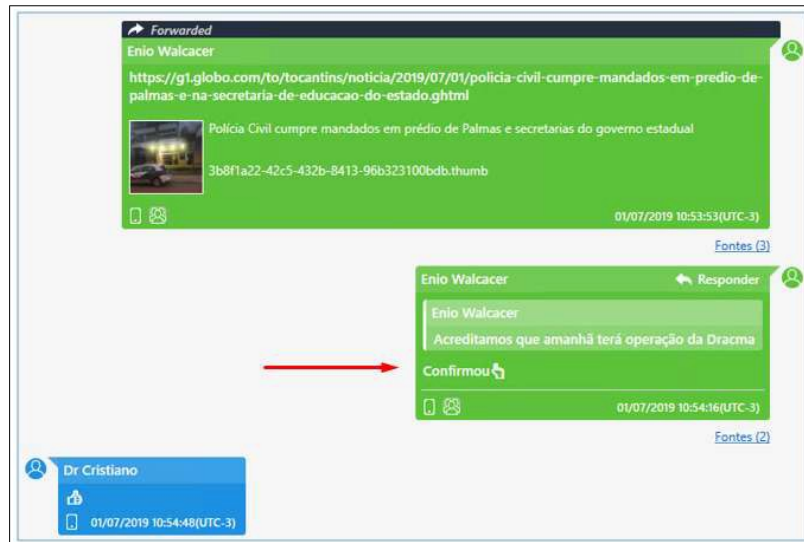 Forwarded
Enio Walcacer
https://g1.globo.com/to/tocantins/noticia/2019/07/01/policia-civil-cumpre-mandados-em-predio-de-
palmas-e-na-secretaria-de-educacao-do-estado.ghtml
Polícia Civil cumpre mandados em prédio de Palmas e secretarias do governo estadual
3b8f1a22-42c5-432b-8413-96b323100bdb.thumb
01/07/2019 10:53:53(UTC-3)
Fontes (3)
Enio Walcacer
Responder
Enio Walcacer
Acreditamos que amanhã terá operação da Dracma
Confirmou
01/07/2019 10:54:16(UTC-3)
Fontes (2)
Dr Cristiano
01/07/2019 10:54:48(UTC-3)